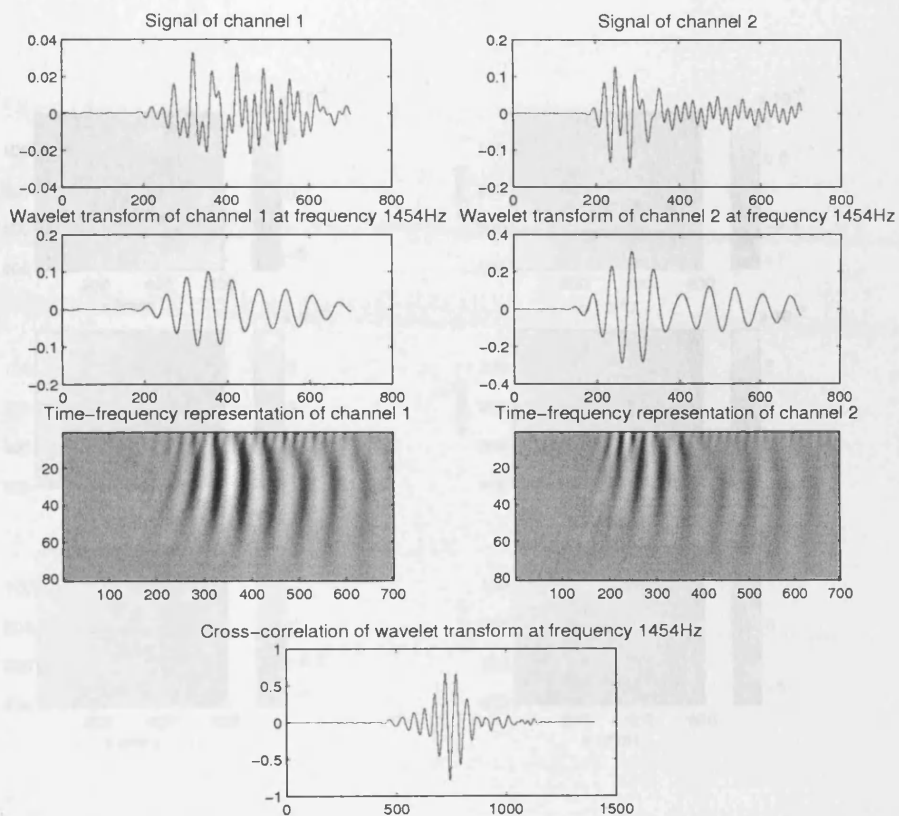 Signal of channel 1
0.04
0.02
0
−0.02
−0.04
0 200 400 600 800
Signal of channel 2
0.2
0.1
0
−0.1
−0.2
0 200 400 600 800
Wavelet transform of channel 1 at frequency 1454Hz
0.2
0.1
0
−0.1
−0.2
0 200 400 600 800
Wavelet transform of channel 2 at frequency 1454Hz
0.4
0.2
0
−0.2
−0.4
0 200 400 600 800
Time−frequency representation of channel 1
20
40
60
80
100 200 300 400 500 600 700
Time−frequency representation of channel 2
20
40
60
80
100 200 300 400 500 600 700
Cross−correlation of wavelet transform at frequency 1454Hz
1
0.5
0
−0.5
−1
0 500 1000 1500